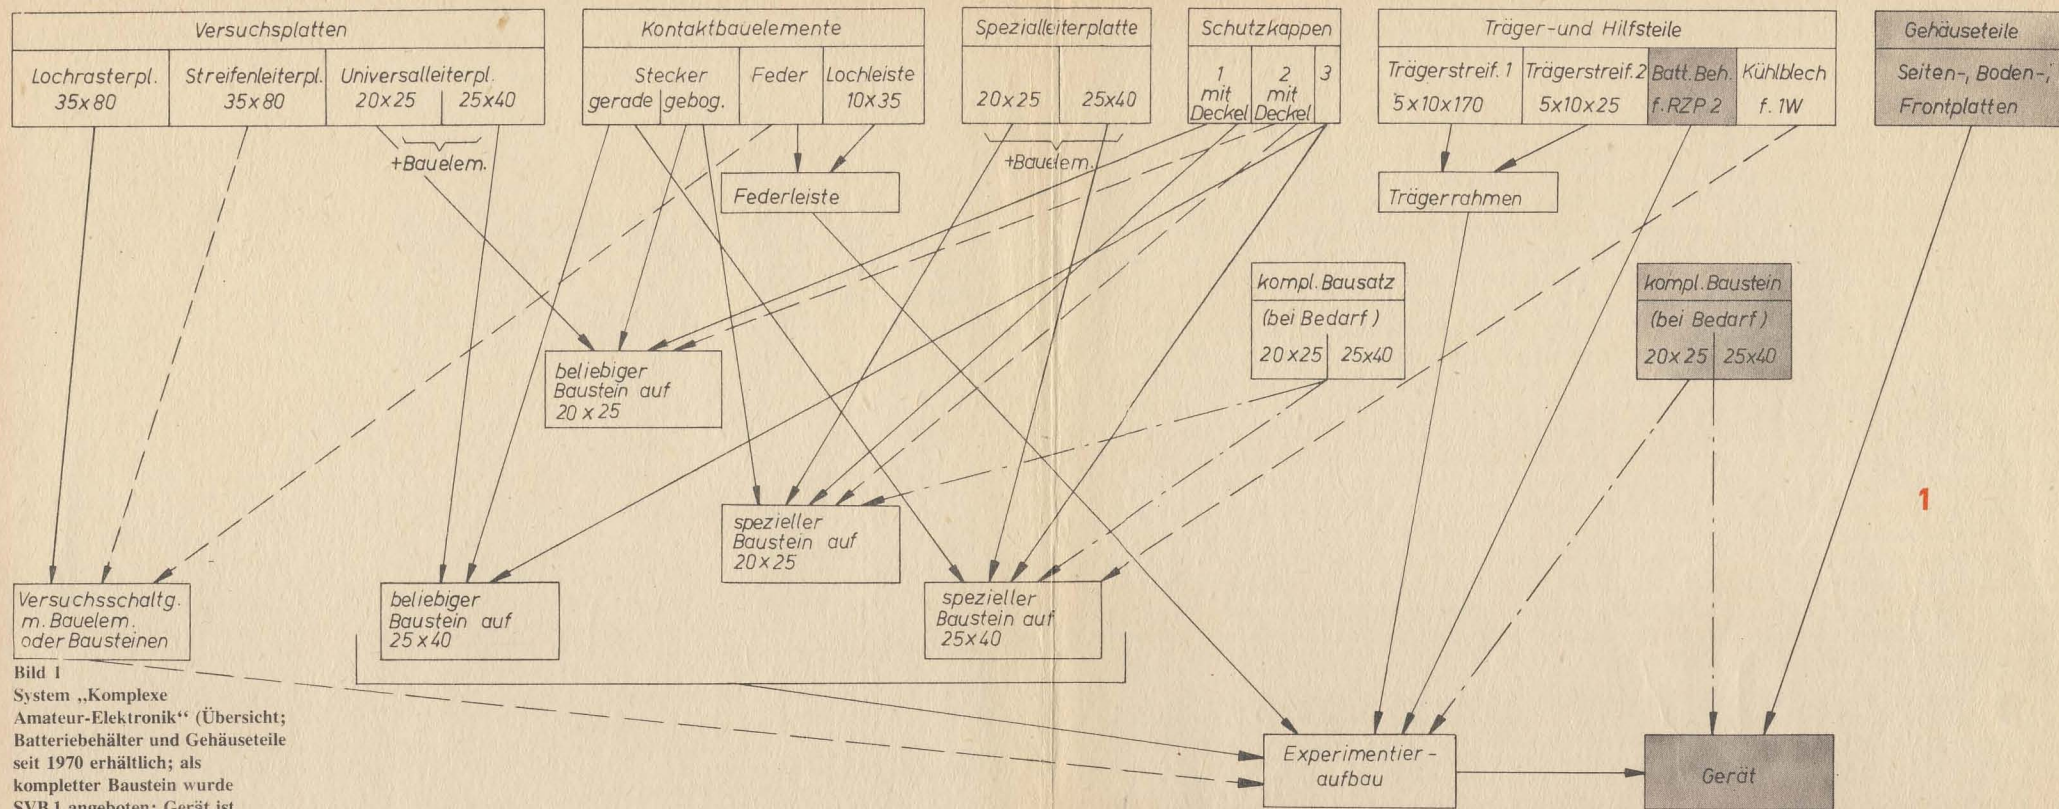 Versuchsplatten
Lochrasterpl.
35x80
Streifenleiterpl.
35x80
Universalleiterpl.
20x25 25x40
+Bauelem.
Kontaktbauelemente
Stecker
gerade gebog.
Feder
Lochleiste
10x35
Federleiste
Spezialleiterplatte
20x25 25x40
+Bauelem.
Schutzkappen
1
mit
Deckel
2
mit
Deckel
3
Träger-und Hilfsteile
Trägerstreif. 1
5x10x170
Trägerstreif. 2
5x10x25
Batt. Beh.
f. RZP 2
Kühlblech
f. 1W
Trägerrahmen
Gehäuseteile
Seiten-, Boden-,
Frontplatten
kompl. Bausatz
(bei Bedarf)
20x25 25x40
kompl. Baustein
(bei Bedarf)
20x25 25x40
beliebiger
Baustein auf
20x25
spezieller
Baustein auf
20x25
1
Versuchsschaltg.
m. Bauelem.
oder Bausteinen
beliebiger
Baustein auf
25x40
spezieller
Baustein auf
25x40
Experimentier-
aufbau
Gerät
Bild 1
System „Komplexe
Amateur-Elektronik“ (Übersicht;
Batteriebehälter und Gehäuseteile
seit 1970 erhältlich; als
kompletter Baustein wurde
SVB 1 angeboten; Gerät ist